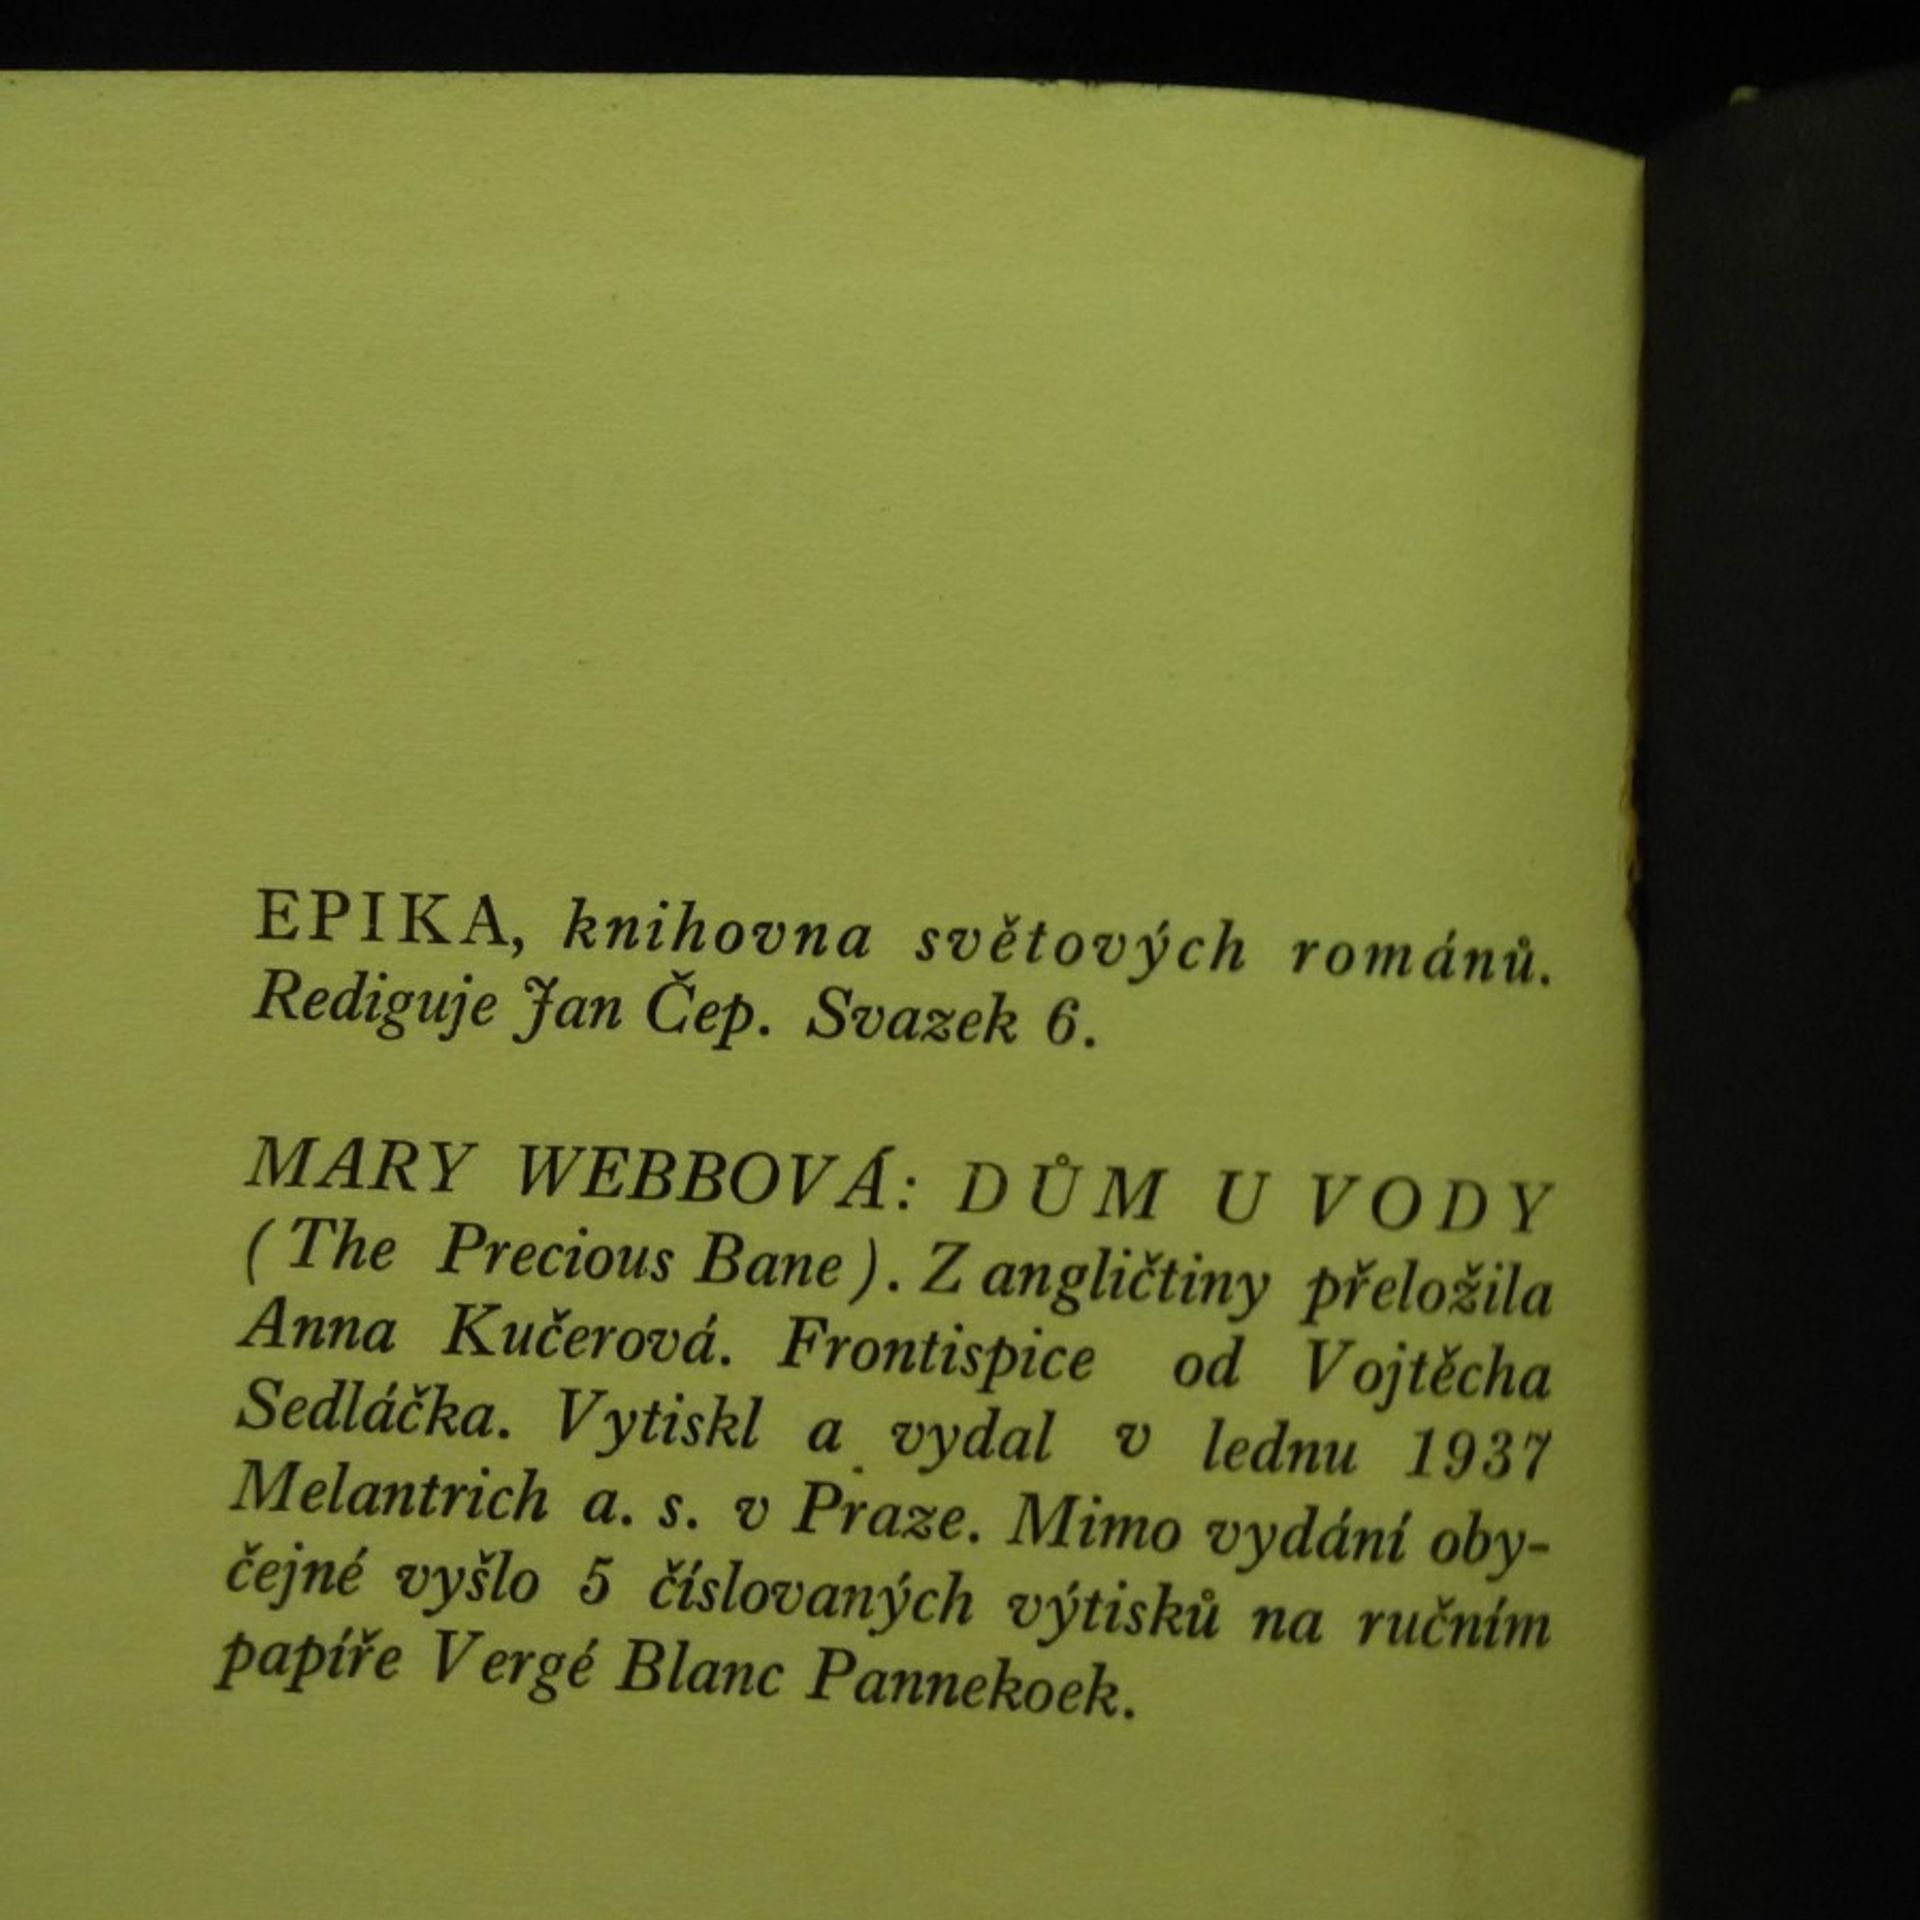 EPIKA, knihovna světových románů.
Rediguje Jan Čep. Svazek 6.
MARY WEBBOVÁ: DŮM U VODY
(The Precious Bane). Z angličtiny přeložila
Anna Kučerová. Frontispice od Vojtěcha
Sedláčka. Vytiskl a vydal v lednu 1937
Melantrich a. s. v Praze. Mimo vydání oby-
čejné vyšlo 5 číslovaných výtisků na ručním
papíře Vergé Blanc Pannekoek.